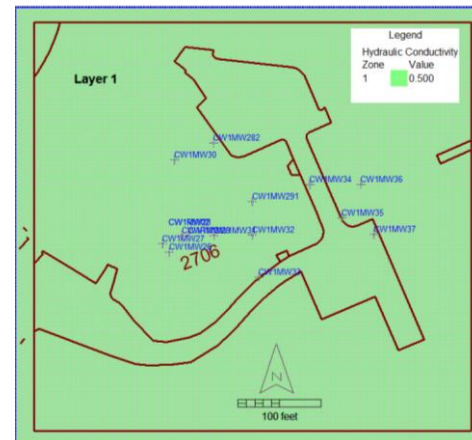 Legend
Hydraulic Conductivity
Zone Value
1 0.500
Layer 1
CW1MW282
CW1MW30
CW1MW34
CW1MW36
CW1MW291
CW1MW35
CW1MW32
CW1MW37
CW1MW27
2706
N
100 feet